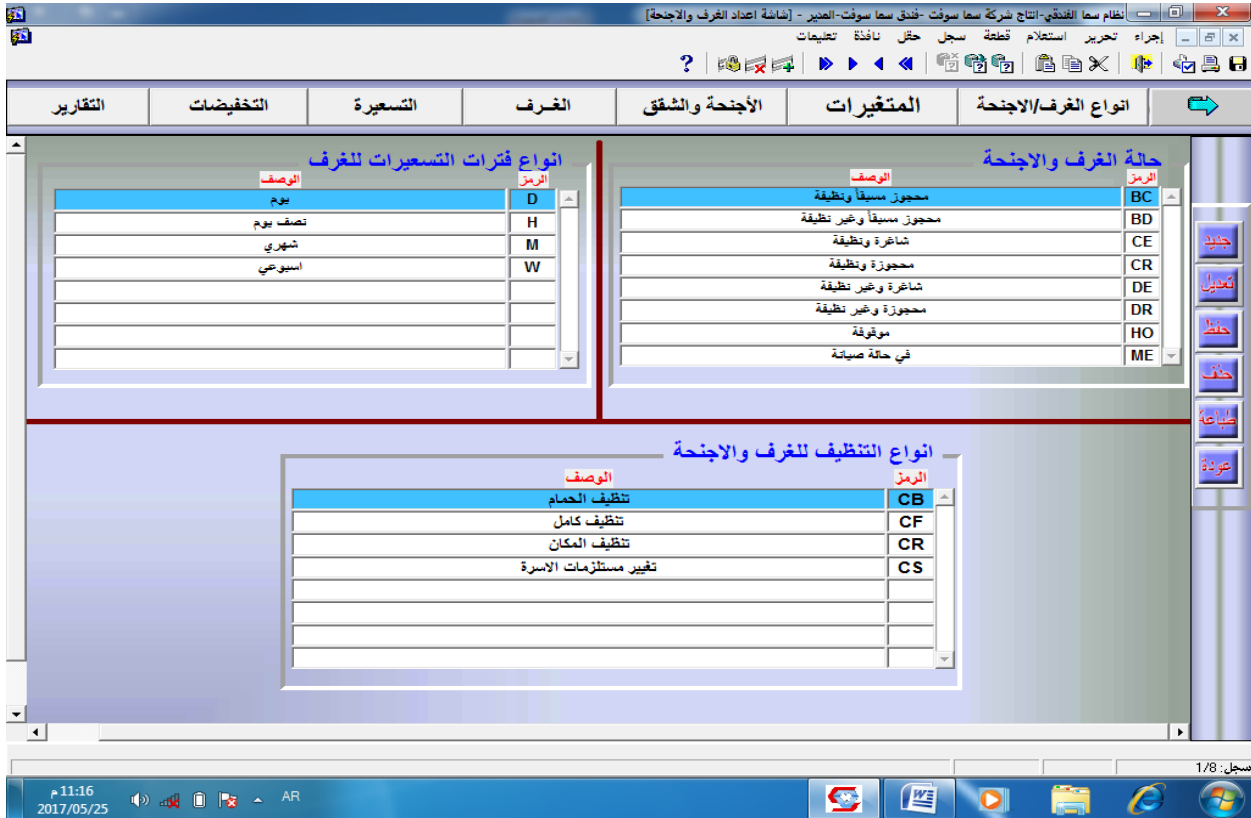 نظام سما الفندقي-انتاج شركة سما سوفت -فندق سما سوفت-المدير - [شاشة اعداد الغرف والاجنحة]
إجراء تحرير استعلام قطعة سجل حقل نافذة تعليمات
انواع الغرف/الاجنحة المتغيرات الأجنحة والشقق الغـرف التسعيرة التخفيضات التقارير
حالة الغرف والاجنحة
الرمز الوصف
BC محجوز مسبقاً ونظيفة
BD محجوز مسبقاً وغير نظيفة
CE شاغرة ونظيفة
CR محجوزة ونظيفة
DE شاغرة وغير نظيفة
DR محجوزة وغير نظيفة
HO موقوفة
ME في حالة صيانة
انواع فترات التسعيرات للغرف
الرمز الوصف
D يوم
H نصف يوم
M شهري
W اسبوعي
انواع التنظيف للغرف والاجنحة
الرمز الوصف
CB تنظيف الحمام
CF تنظيف كامل
CR تنظيف المكان
CS تغيير مستلزمات الاسرة
جديد
تعديل
حفظ
حذف
طباعة
عودة
سجل: 1/8
AR
11:16 م
2017/05/25